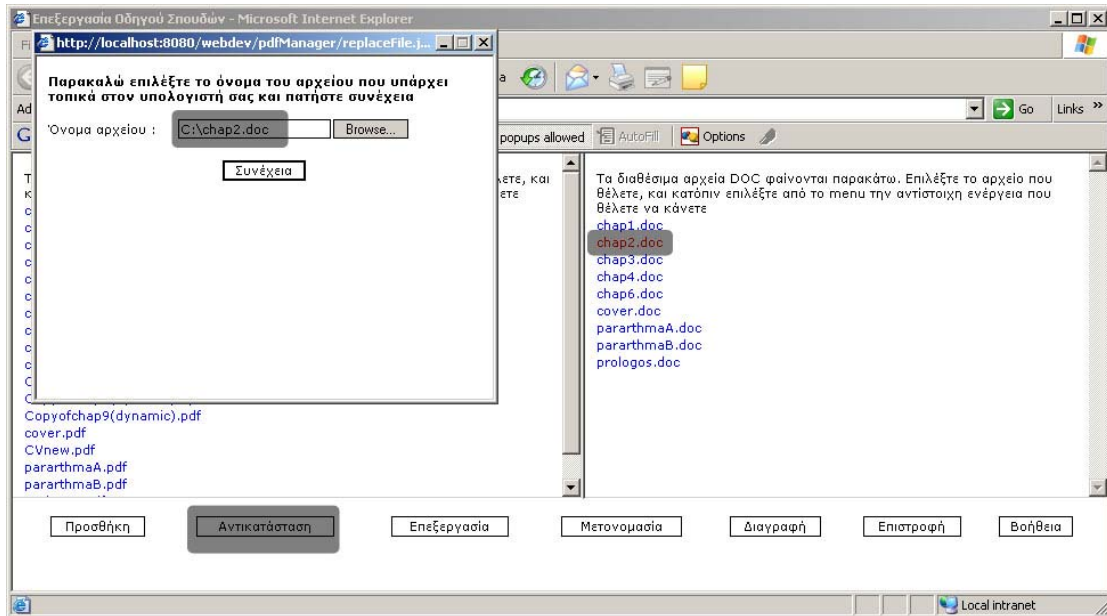 Επεξεργασία Οδηγού Σπουδών - Microsoft Internet Explorer
http://localhost:8080/webdev/pdfManager/replaceFile.j...
Παρακαλώ επιλέξτε το όνομα του αρχείου που υπάρχει
τοπικά στον υπολογιστή σας και πατήστε συνέχεια
Όνομα αρχείου : C:\chap2.doc Browse...
Συνέχεια
Go Links »
popups allowed AutoFill Options
ετε, και
ετε
Copyofchap9(dynamic).pdf
cover.pdf
CVnew.pdf
pararthmaA.pdf
pararthmaB.pdf
Τα διαθέσιμα αρχεία DOC φαίνονται παρακάτω. Επιλέξτε το αρχείο που
θέλετε, και κατόπιν επιλέξτε από το menu την αντίστοιχη ενέργεια που
θέλετε να κάνετε
chap1.doc
chap2.doc
chap3.doc
chap4.doc
chap6.doc
cover.doc
pararthmaA.doc
pararthmaB.doc
prologos.doc
Προσθήκη Αντικατάσταση Επεξεργασία Μετονομασία Διαγραφή Επιστροφή Βοήθεια
Local intranet